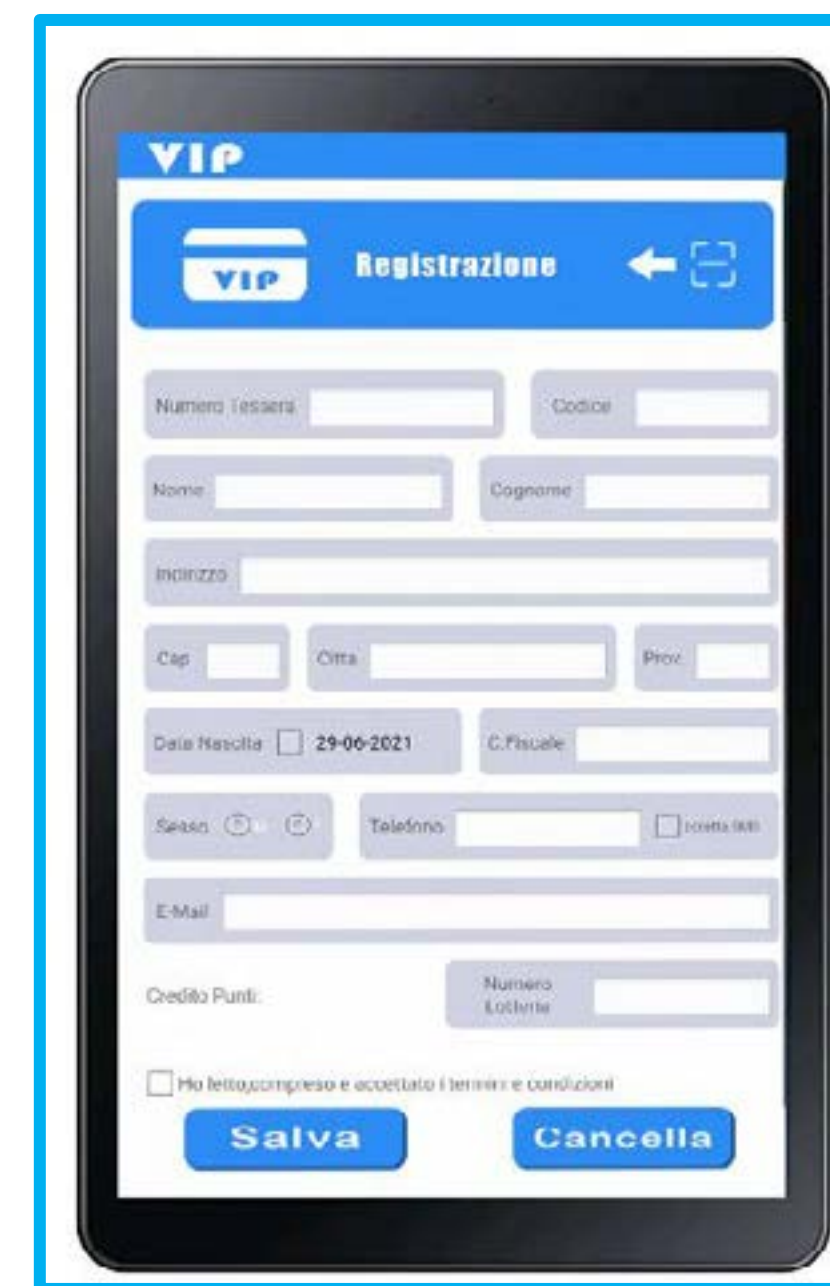 VIP
VIP Registrazione
Numero Tessera Codice
Nome Cognome
Indirizzo
Cap Citta Prov.
Data Nascita 29-06-2021 C.Fiscale
Sesso Telefono
E-Mail
Credito Punti: Numero
Lotteria
Ho letto,compreso e accettato i termini e condizioni
Salva Cancella